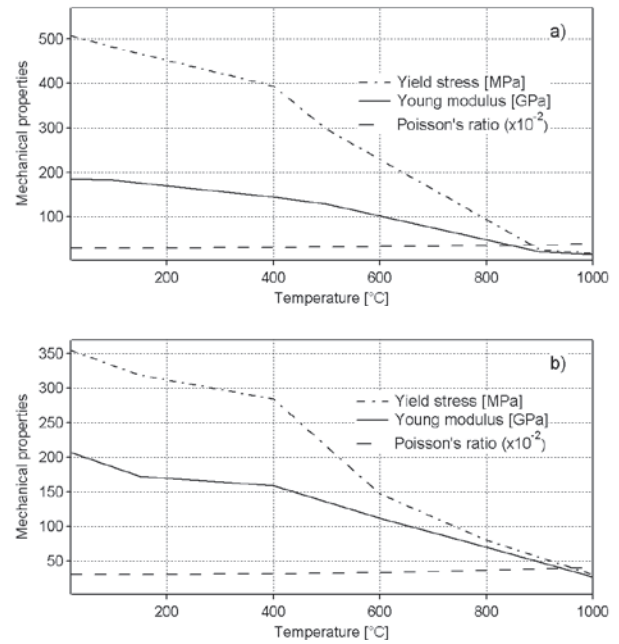 a)
500
400
300
200
100
Mechanical properties
Yield stress [MPa]
Young modulus [GPa]
Poisson's ratio (x10⁻²)
200 400 600 800 1000
Temperature [°C]
b)
350
300
250
200
150
100
50
Mechanical properties
Yield stress [MPa]
Young modulus [GPa]
Poisson's ratio (x10⁻²)
200 400 600 800 1000
Temperature [°C]